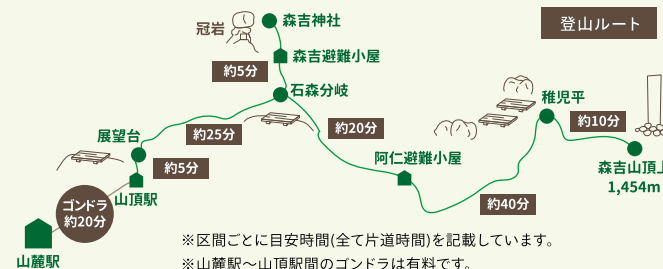 登山ルート
冠岩
森吉神社
森吉避難小屋
約5分
石森分岐
稚児平
約10分
約20分
約25分
展望台
約5分
阿仁避難小屋
森吉山頂上
1,454m
山頂駅
約40分
ゴンドラ
約20分
山麓駅
※区間ごとに目安時間(全て片道時間)を記載しています。
※山麓駅〜山頂駅間のゴンドラは有料です。